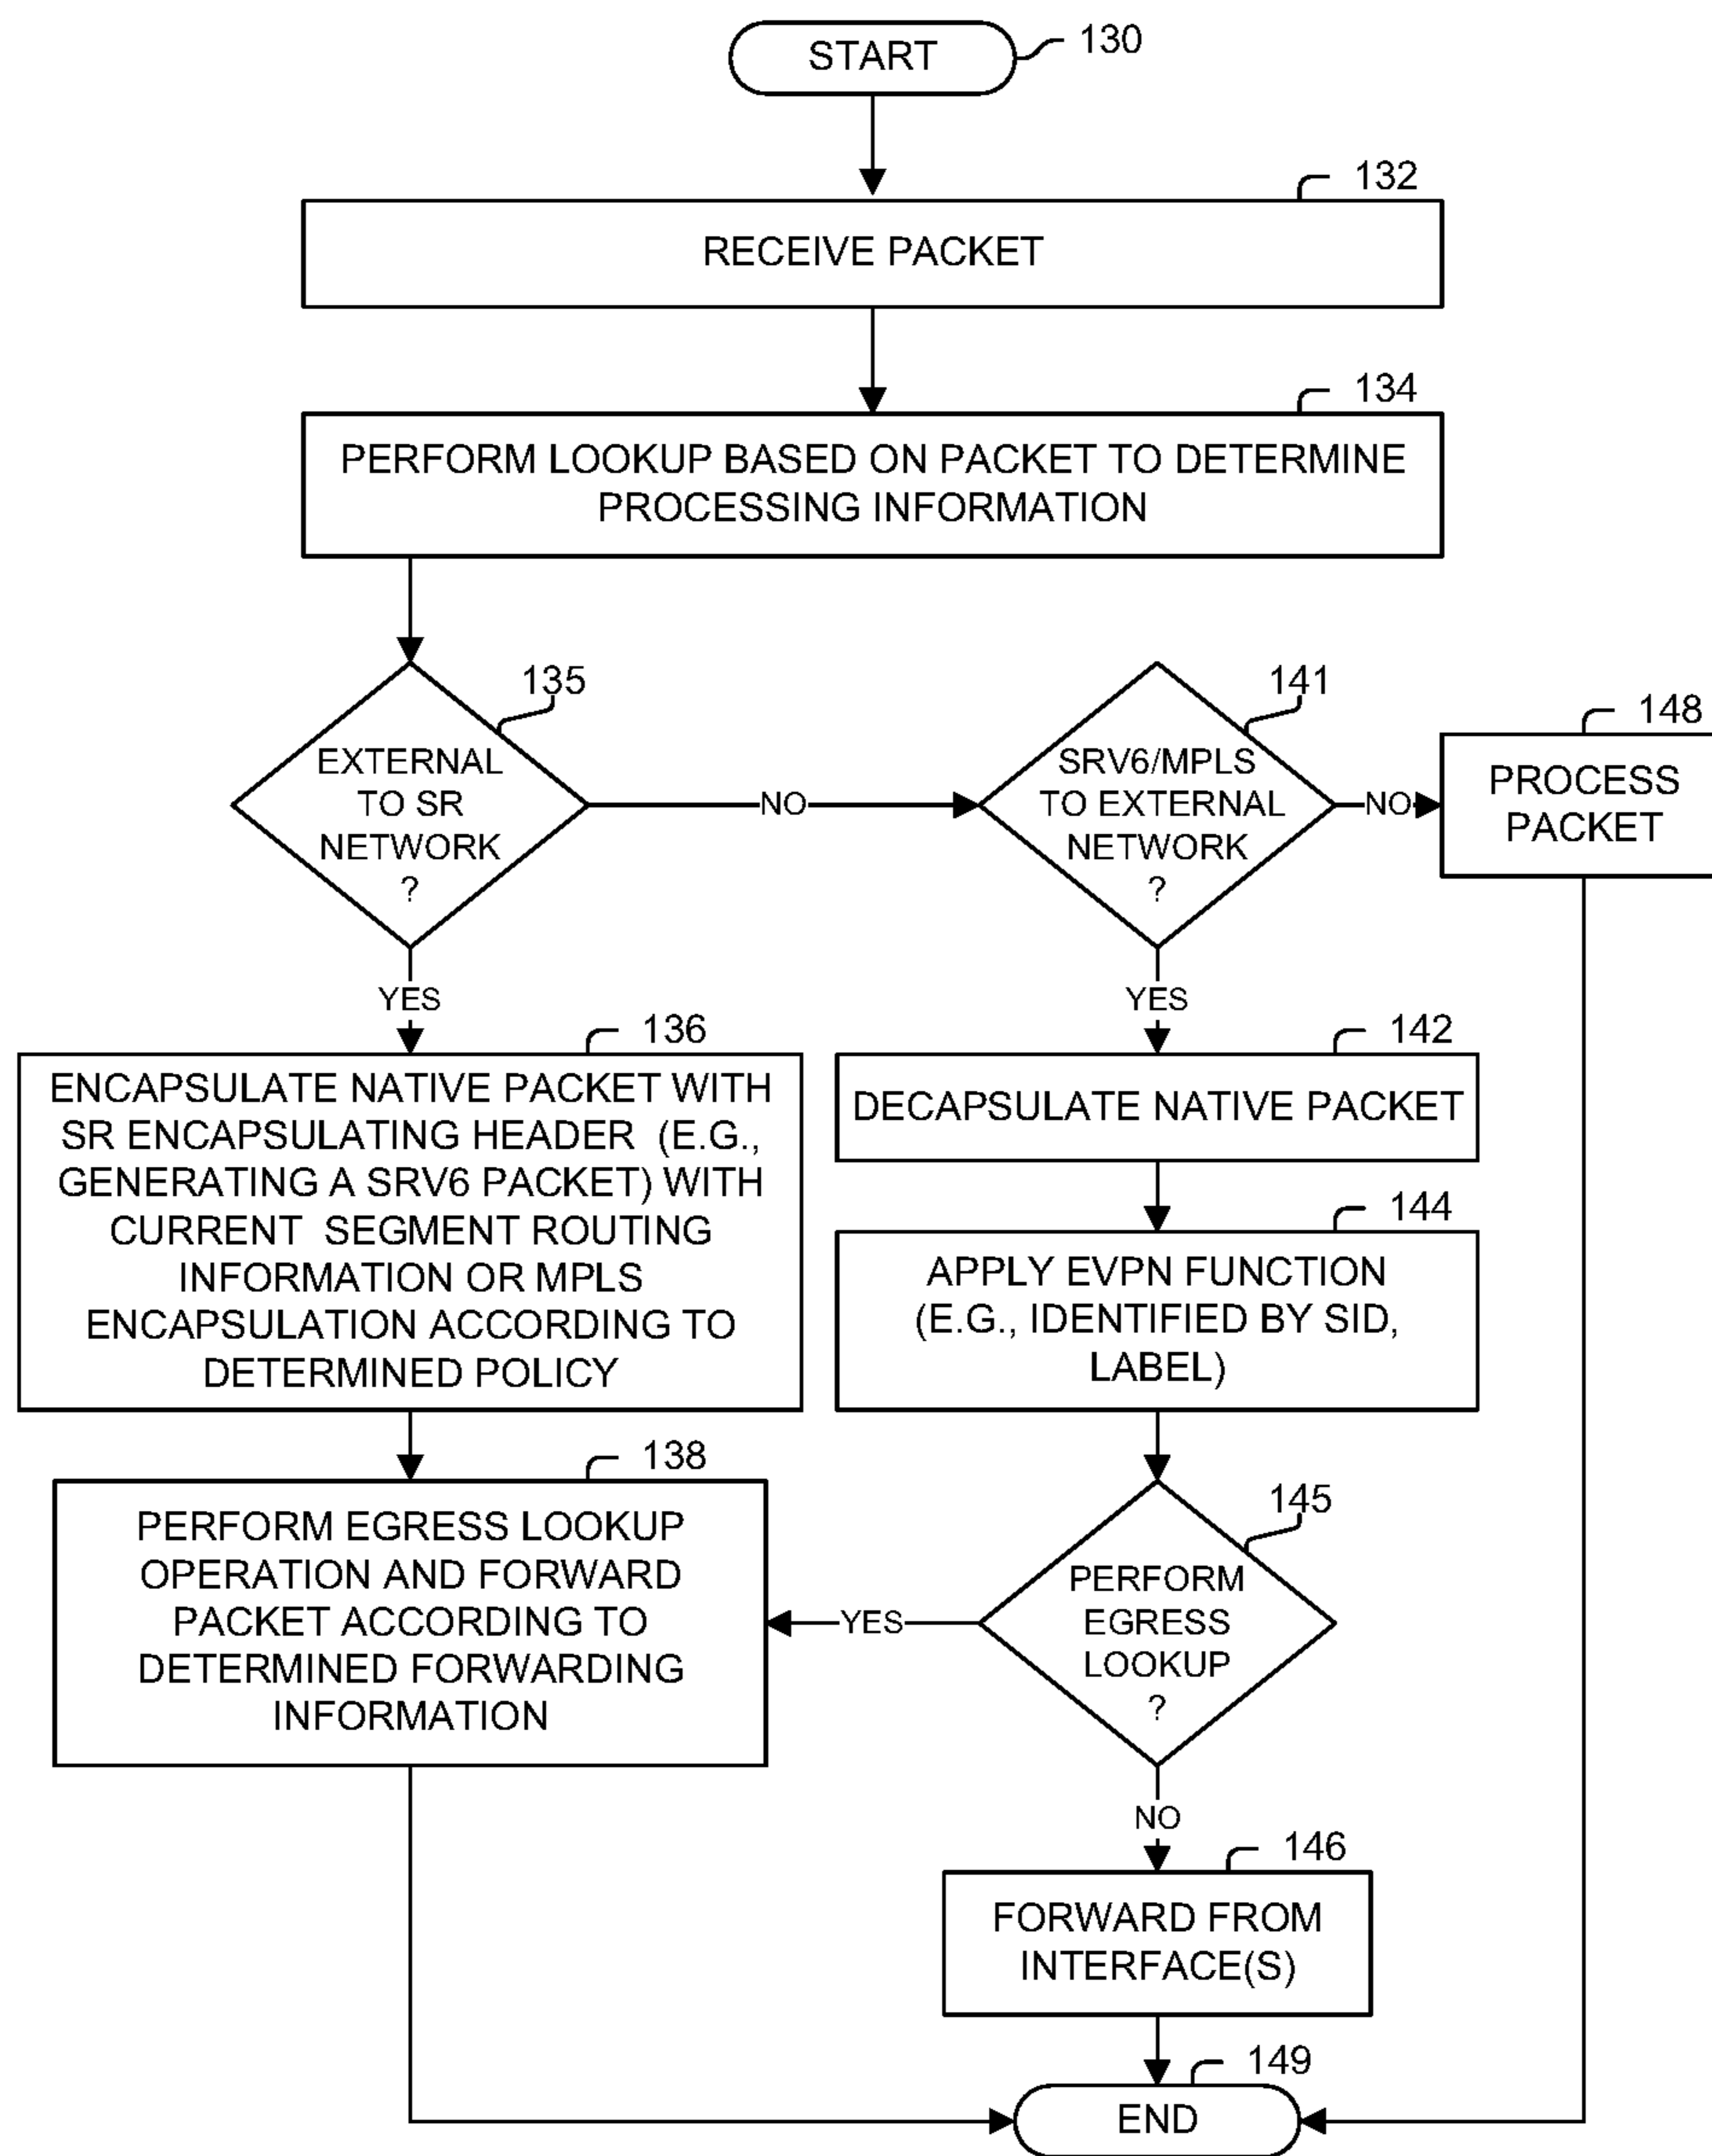 START
130
132
RECEIVE PACKET
134
PERFORM LOOKUP BASED ON PACKET TO DETERMINE
PROCESSING INFORMATION
135
EXTERNAL
TO SR
NETWORK
?
NO
141
SRV6/MPLS
TO EXTERNAL
NETWORK
?
NO
148
PROCESS
PACKET
YES
136
ENCAPSULATE NATIVE PACKET WITH
SR ENCAPSULATING HEADER (E.G.,
GENERATING A SRV6 PACKET) WITH
CURRENT SEGMENT ROUTING
INFORMATION OR MPLS
ENCAPSULATION ACCORDING TO
DETERMINED POLICY
YES
142
DECAPSULATE NATIVE PACKET
144
APPLY EVPN FUNCTION
(E.G., IDENTIFIED BY SID,
LABEL)
138
PERFORM EGRESS LOOKUP
OPERATION AND FORWARD
PACKET ACCORDING TO
DETERMINED FORWARDING
INFORMATION
145
PERFORM
EGRESS
LOOKUP
?
YES
NO
146
FORWARD FROM
INTERFACE(S)
149
END